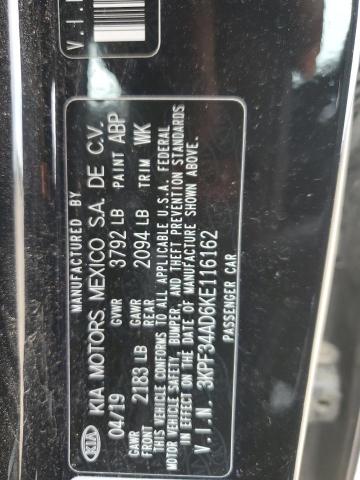 V.I.N
MANUFACTURED BY
KIA KIA MOTORS MEXICO S.A. DE C.V.
04/19 GVWR 3792 LB PAINT ABP
GAWR FRONT 2183 LB GAWR REAR 2094 LB TRIM WK
THIS VEHICLE CONFORMS TO ALL APPLICABLE U.S.A. FEDERAL
MOTOR VEHICLE SAFETY, BUMPER, AND THEFT PREVENTION STANDARDS
IN EFFECT ON THE DATE OF MANUFACTURE SHOWN ABOVE.
V.I.N. 3KPF34AD6KE116162
PASSENGER CAR